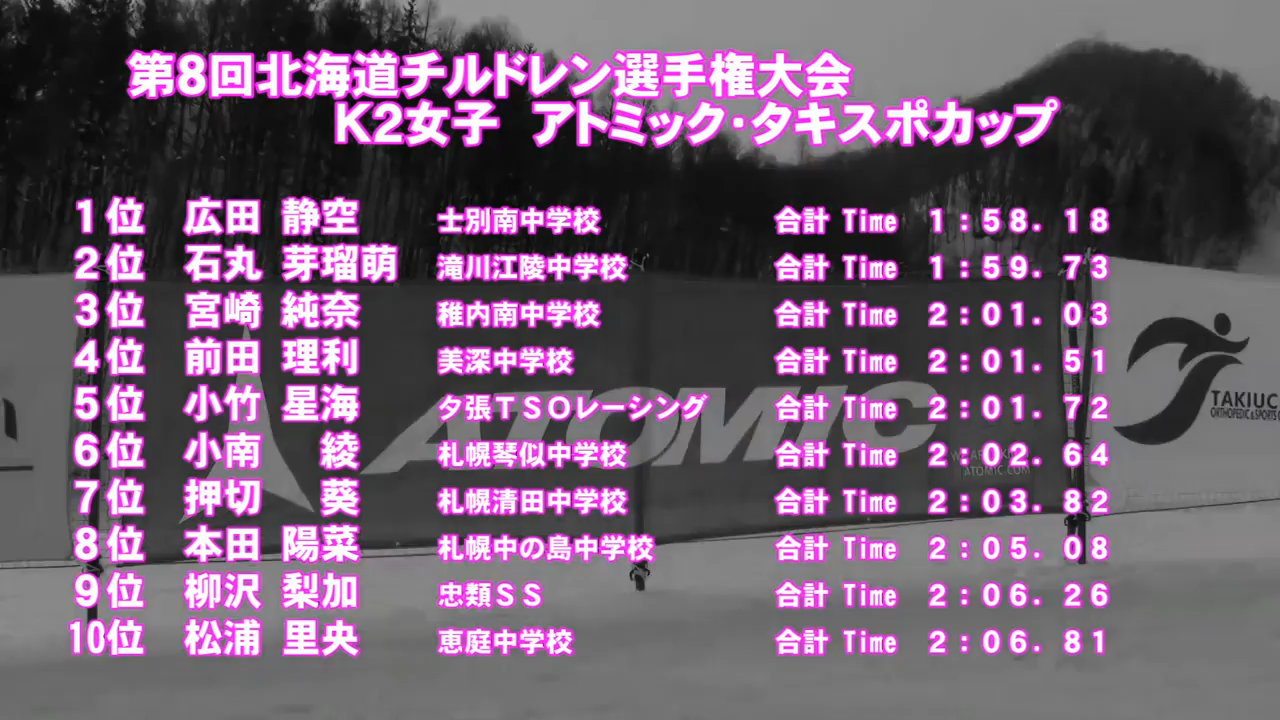 第8回北海道チルドレン選手権大会
K2女子　アトミック・タキスポカップ
1位　広田 静空　士別南中学校　合計 Time　1:58.18
2位　石丸 芽瑠萌　滝川江陵中学校　合計 Time　1:59.73
3位　宮崎 純奈　稚内南中学校　合計 Time　2:01.03
4位　前田 理利　美深中学校　合計 Time　2:01.51
5位　小竹 星海　夕張TSOレーシング　合計 Time　2:01.72
6位　小南　綾　札幌琴似中学校　合計 Time　2:02.64
7位　押切　葵　札幌清田中学校　合計 Time　2:03.82
8位　本田 陽菜　札幌中の島中学校　合計 Time　2:05.08
9位　柳沢 梨加　忠類SS　合計 Time　2:06.26
10位　松浦 里央　恵庭中学校　合計 Time　2:06.81
ATOMIC
ATOMIC.COM
TAKIUC
ORTHOPEDIC&SPORTS